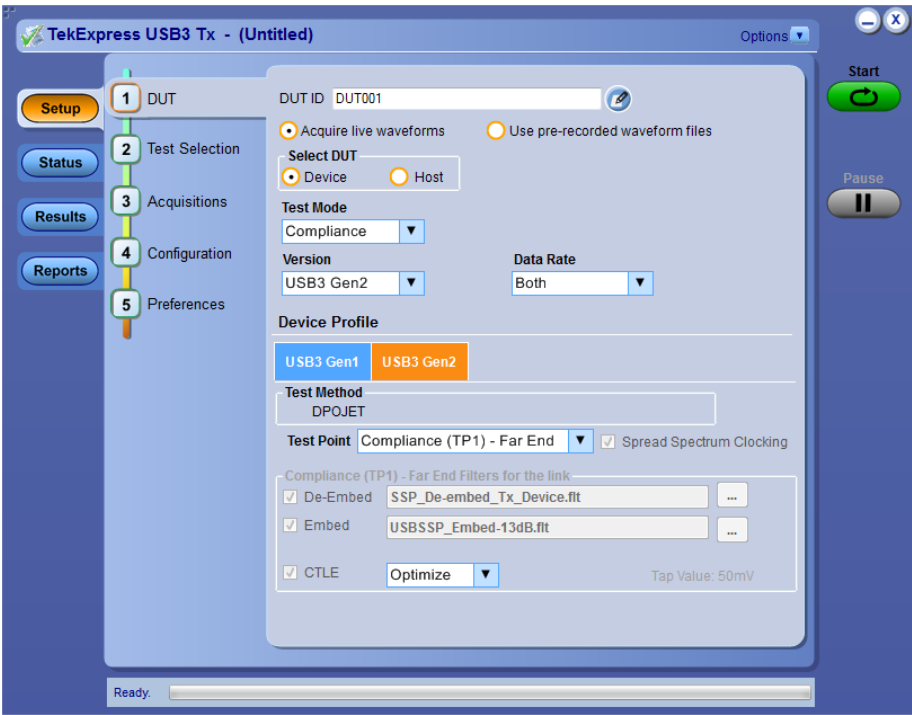 TekExpress USB3 Tx - (Untitled)
Options
Start
Pause
Setup
Status
Results
Reports
1 DUT
2 Test Selection
3 Acquisitions
4 Configuration
5 Preferences
DUT ID DUT001
Acquire live waveforms Use pre-recorded waveform files
Select DUT
Device Host
Test Mode
Compliance
Version Data Rate
USB3 Gen2 Both
Device Profile
USB3 Gen1 USB3 Gen2
Test Method
DPOJET
Test Point Compliance (TP1) - Far End Spread Spectrum Clocking
Compliance (TP1) - Far End Filters for the link
De-Embed SSP_De-embed_Tx_Device.flt ...
Embed USBSSP_Embed-13dB.flt ...
CTLE Optimize Tap Value: 50mV
Ready.